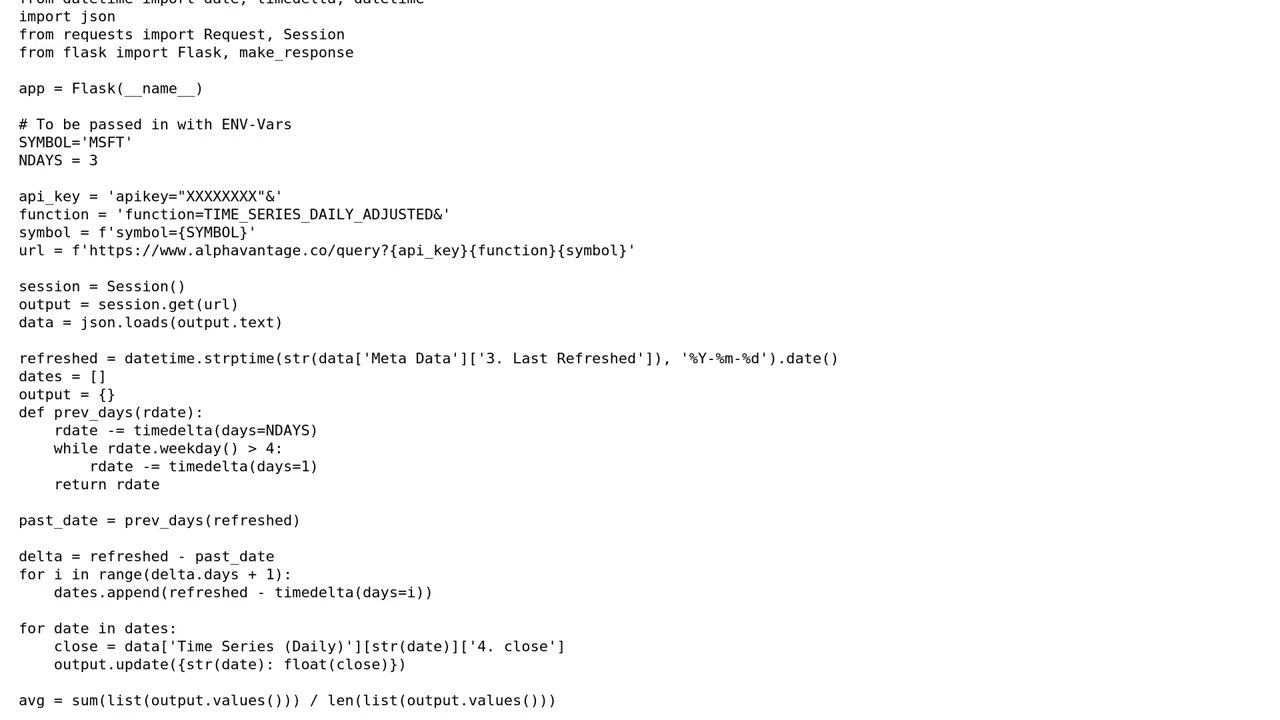 from datetime import date, timedelta, datetime
import json
from requests import Request, Session
from flask import Flask, make_response
app = Flask(__name__)
# To be passed in with ENV-Vars
SYMBOL='MSFT'
NDAYS = 3
api_key = 'apikey="XXXXXXXX"&'
function = 'function=TIME_SERIES_DAILY_ADJUSTED&'
symbol = f'symbol={SYMBOL}'
url = f'https://www.alphavantage.co/query?{api_key}{function}{symbol}'
session = Session()
output = session.get(url)
data = json.loads(output.text)
refreshed = datetime.strptime(str(data['Meta Data']['3. Last Refreshed']), '%Y-%m-%d').date()
dates = []
output = {}
def prev_days(rdate):
    rdate -= timedelta(days=NDAYS)
    while rdate.weekday() > 4:
        rdate -= timedelta(days=1)
    return rdate
past_date = prev_days(refreshed)
delta = refreshed - past_date
for i in range(delta.days + 1):
    dates.append(refreshed - timedelta(days=i))
for date in dates:
    close = data['Time Series (Daily)'][str(date)]['4. close']
    output.update({str(date): float(close)})
avg = sum(list(output.values())) / len(list(output.values()))